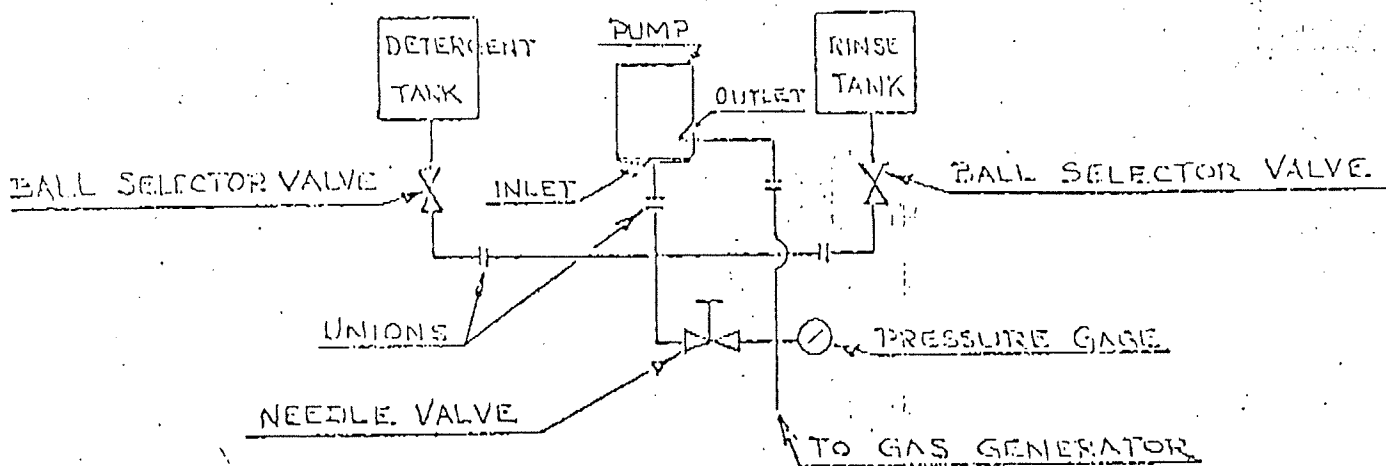 DETERGENT
TANK
PUMP
OUTLET
INLET
RINSE
TANK
BALL SELECTOR VALVE
BALL SELECTOR VALVE
UNIONS
PRESSURE GAGE
NEEDLE VALVE
TO GAS GENERATOR